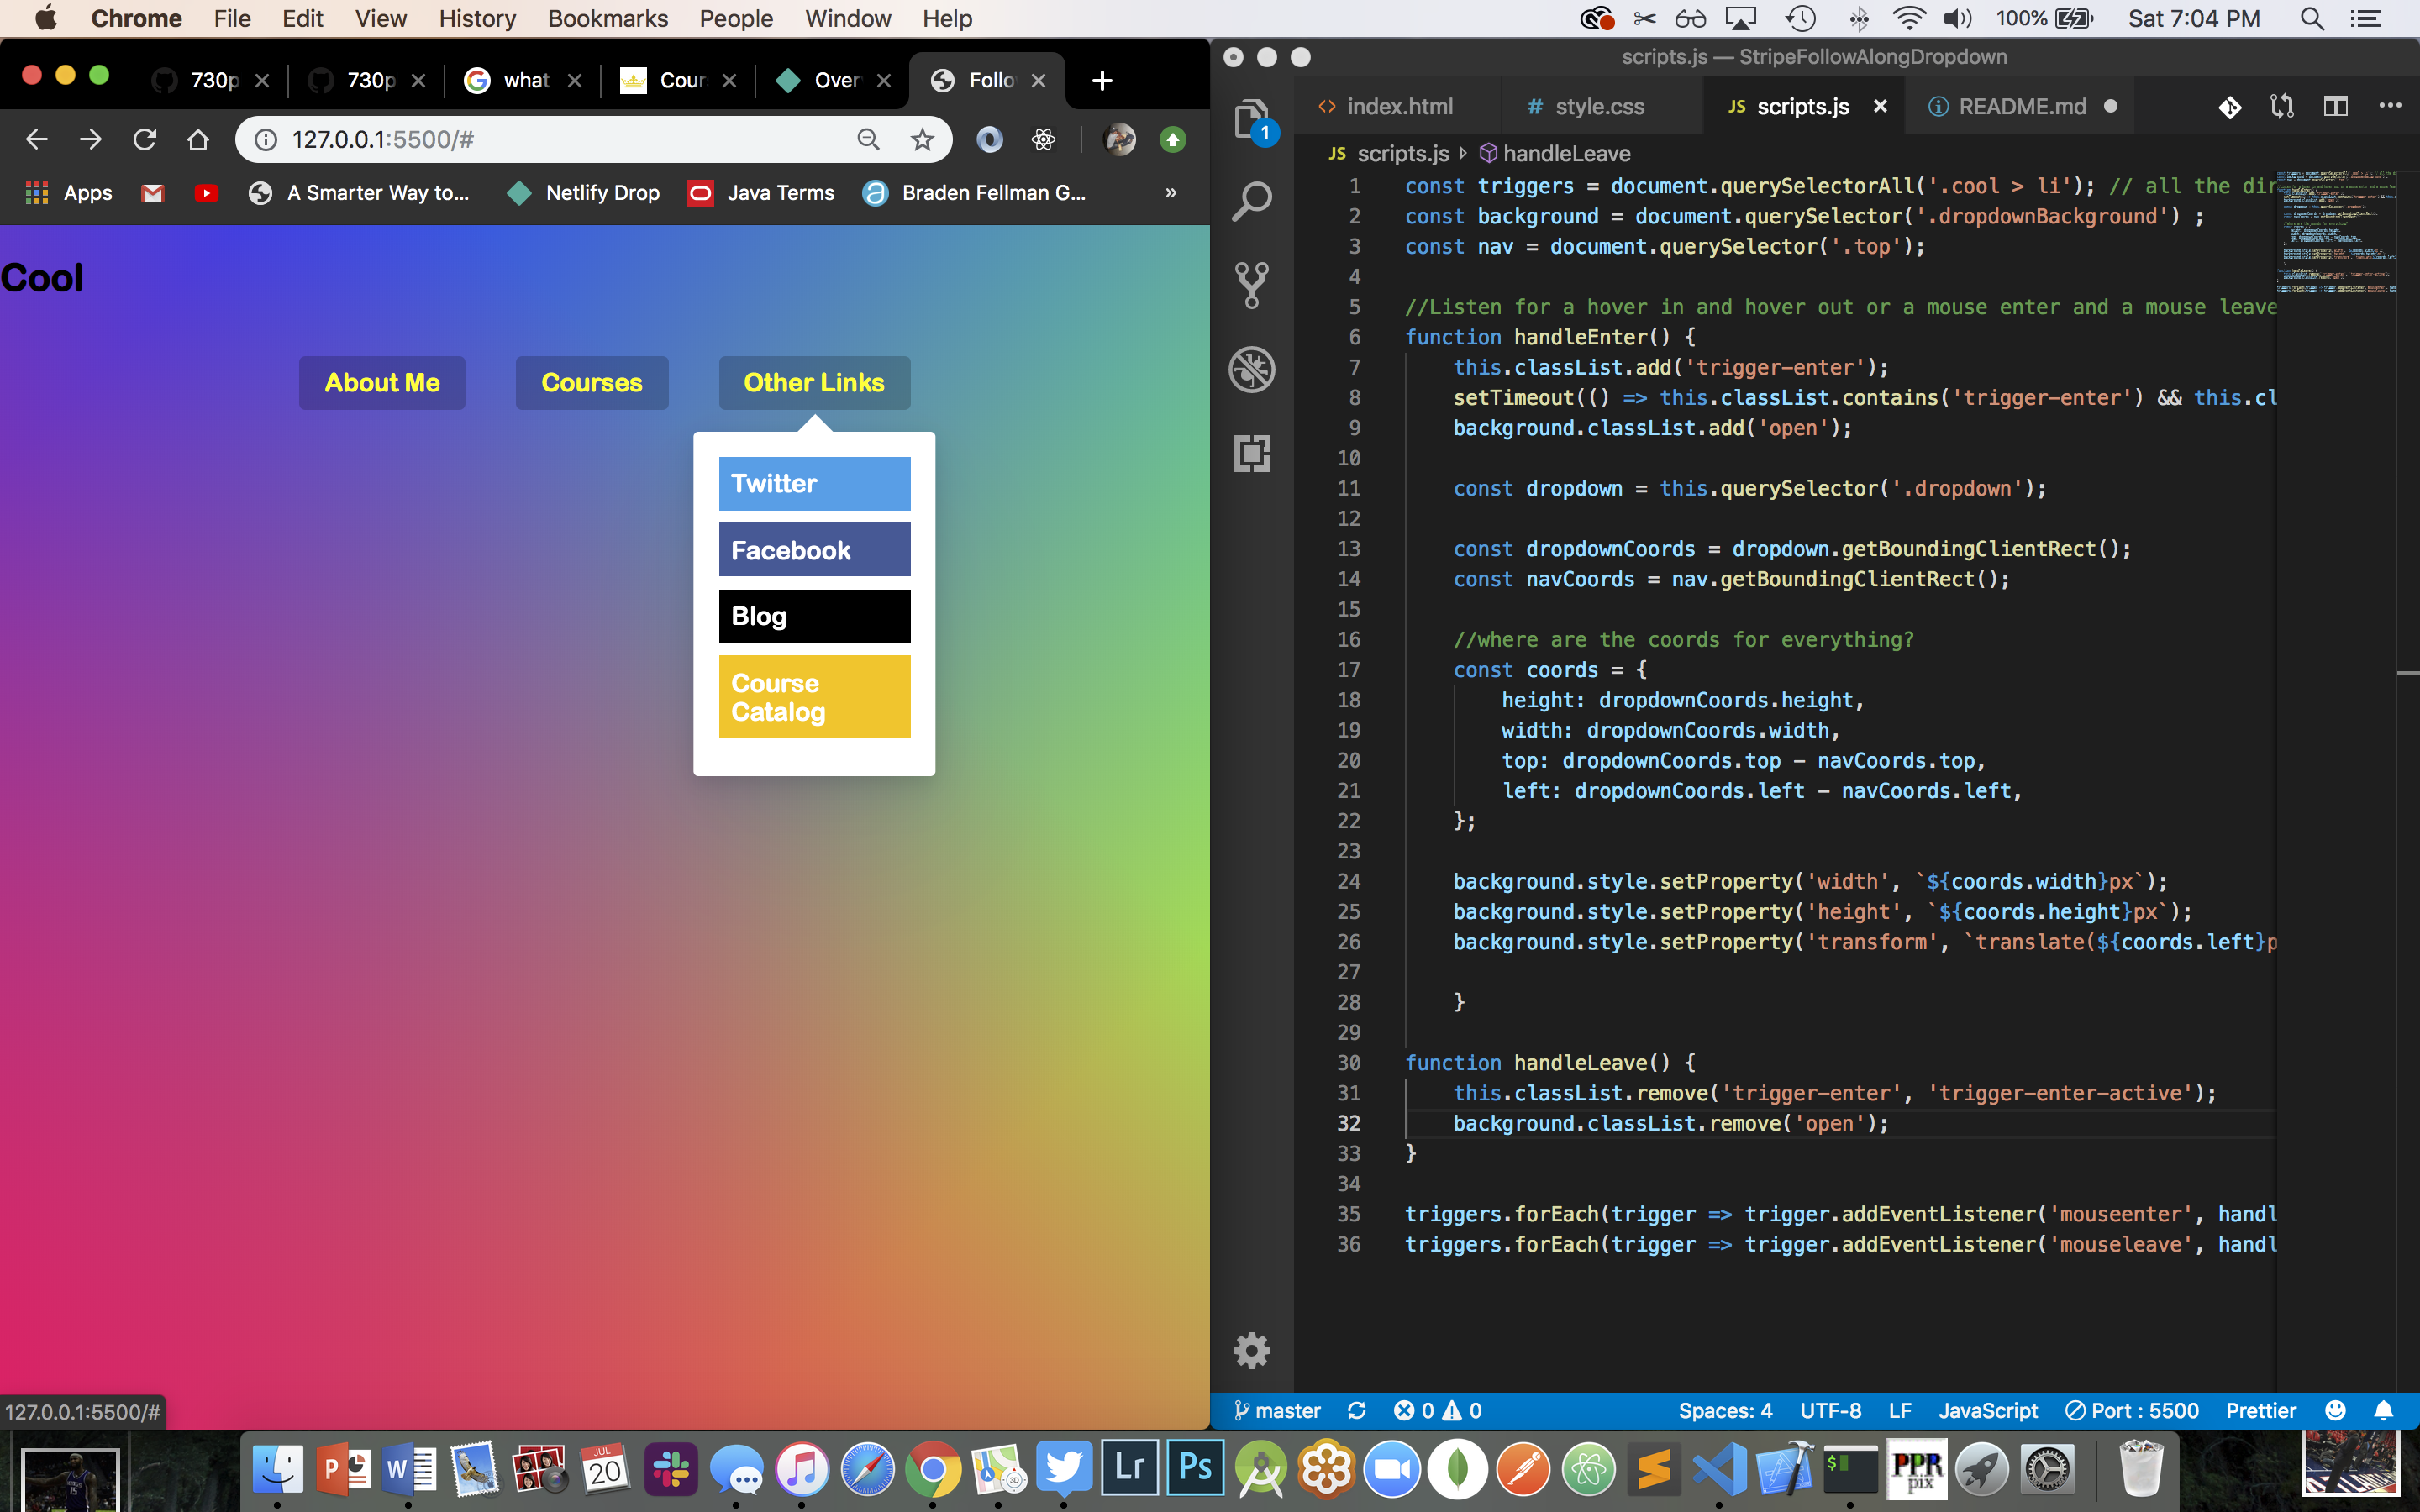 Chrome File Edit View History Bookmarks People Window Help 100% Sat 7:04 PM
730p 730p what Cour Over Follo
127.0.0.1:5500/#
Apps A Smarter Way to... Netlify Drop Java Terms Braden Fellman G... »
Cool
About Me Courses Other Links
Twitter
Facebook
Blog
Course
Catalog
127.0.0.1:5500/#
scripts.js — StripeFollowAlongDropdown
<> index.html # style.css JS scripts.js README.md
1
JS scripts.js handleLeave
1 const triggers = document.querySelectorAll('.cool > li'); // all the dir
2 const background = document.querySelector('.dropdownBackground') ;
3 const nav = document.querySelector('.top');
4
5 //Listen for a hover in and hover out or a mouse enter and a mouse leave
6 function handleEnter() {
7 this.classList.add('trigger-enter');
8 setTimeout(() => this.classList.contains('trigger-enter') && this.cl
9 background.classList.add('open');
10
11 const dropdown = this.querySelector('.dropdown');
12
13 const dropdownCoords = dropdown.getBoundingClientRect();
14 const navCoords = nav.getBoundingClientRect();
15
16 //where are the coords for everything?
17 const coords = {
18 height: dropdownCoords.height,
19 width: dropdownCoords.width,
20 top: dropdownCoords.top - navCoords.top,
21 left: dropdownCoords.left - navCoords.left,
22 };
23
24 background.style.setProperty('width', `${coords.width}px`);
25 background.style.setProperty('height', `${coords.height}px`);
26 background.style.setProperty('transform', `translate(${coords.left}p
27
28 }
29
30 function handleLeave() {
31 this.classList.remove('trigger-enter', 'trigger-enter-active');
32 background.classList.remove('open');
33 }
34
35 triggers.forEach(trigger => trigger.addEventListener('mouseenter', handl
36 triggers.forEach(trigger => trigger.addEventListener('mouseleave', handl
master 0 0 Spaces: 4 UTF-8 LF JavaScript Port : 5500 Prettier
JUL
20
P W 3D Lr Ps $ PPR
pix
15